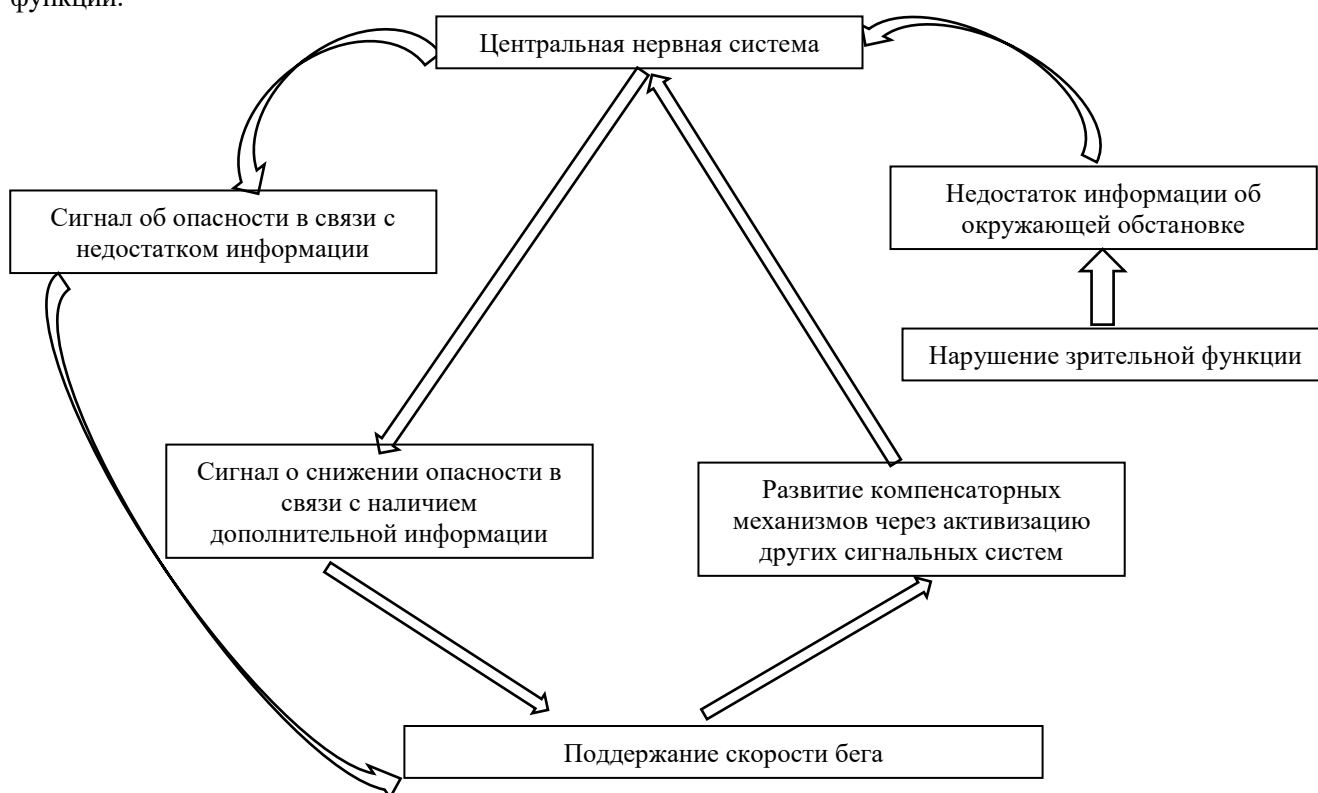 функции.
Центральная нервная система
Сигнал об опасности в связи с
недостатком информации
Недостаток информации об
окружающей обстановке
Нарушение зрительной функции
Сигнал о снижении опасности в
связи с наличием
дополнительной информации
Развитие компенсаторных
механизмов через активизацию
других сигнальных систем
Поддержание скорости бега